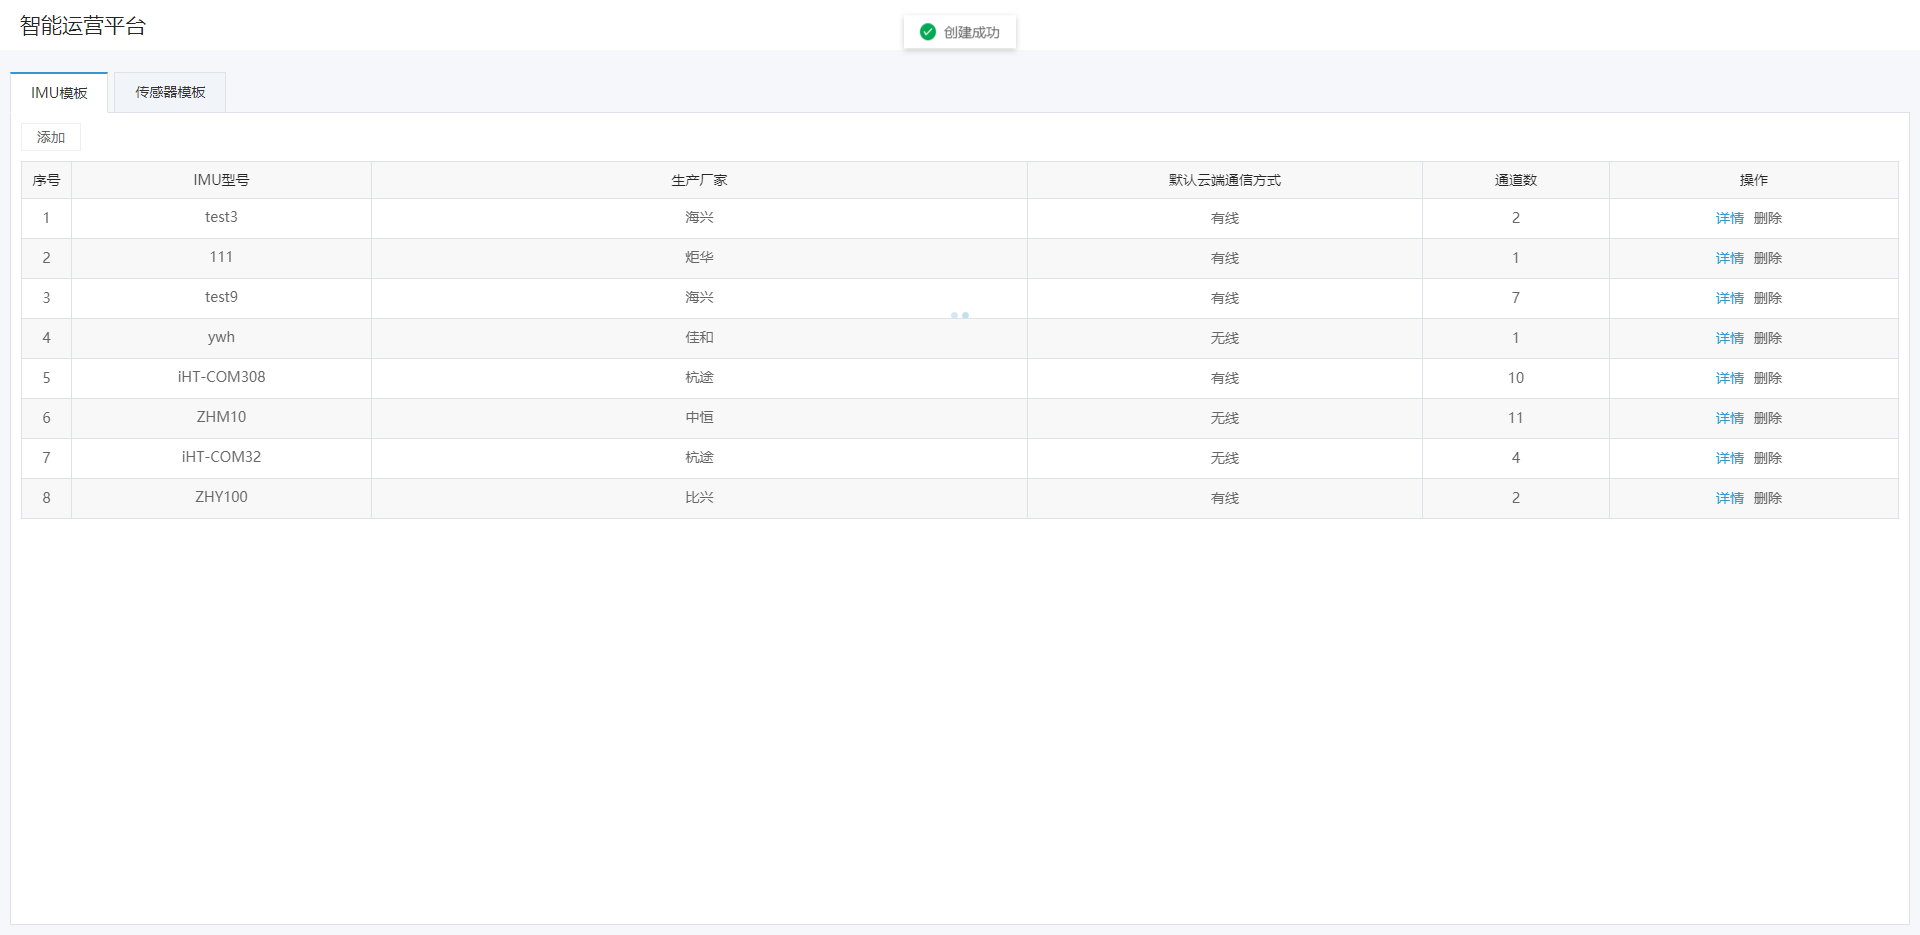 智能运营平台
创建成功
IMU模板 传感器模板
添加
序号 IMU型号 生产厂家 默认云端通信方式 通道数 操作
1 test3 海兴 有线 2 详情 删除
2 111 炬华 有线 1 详情 删除
3 test9 海兴 有线 7 详情 删除
4 ywh 佳和 无线 1 详情 删除
5 iHT-COM308 杭途 有线 10 详情 删除
6 ZHM10 中恒 无线 11 详情 删除
7 iHT-COM32 杭途 无线 4 详情 删除
8 ZHY100 比兴 有线 2 详情 删除